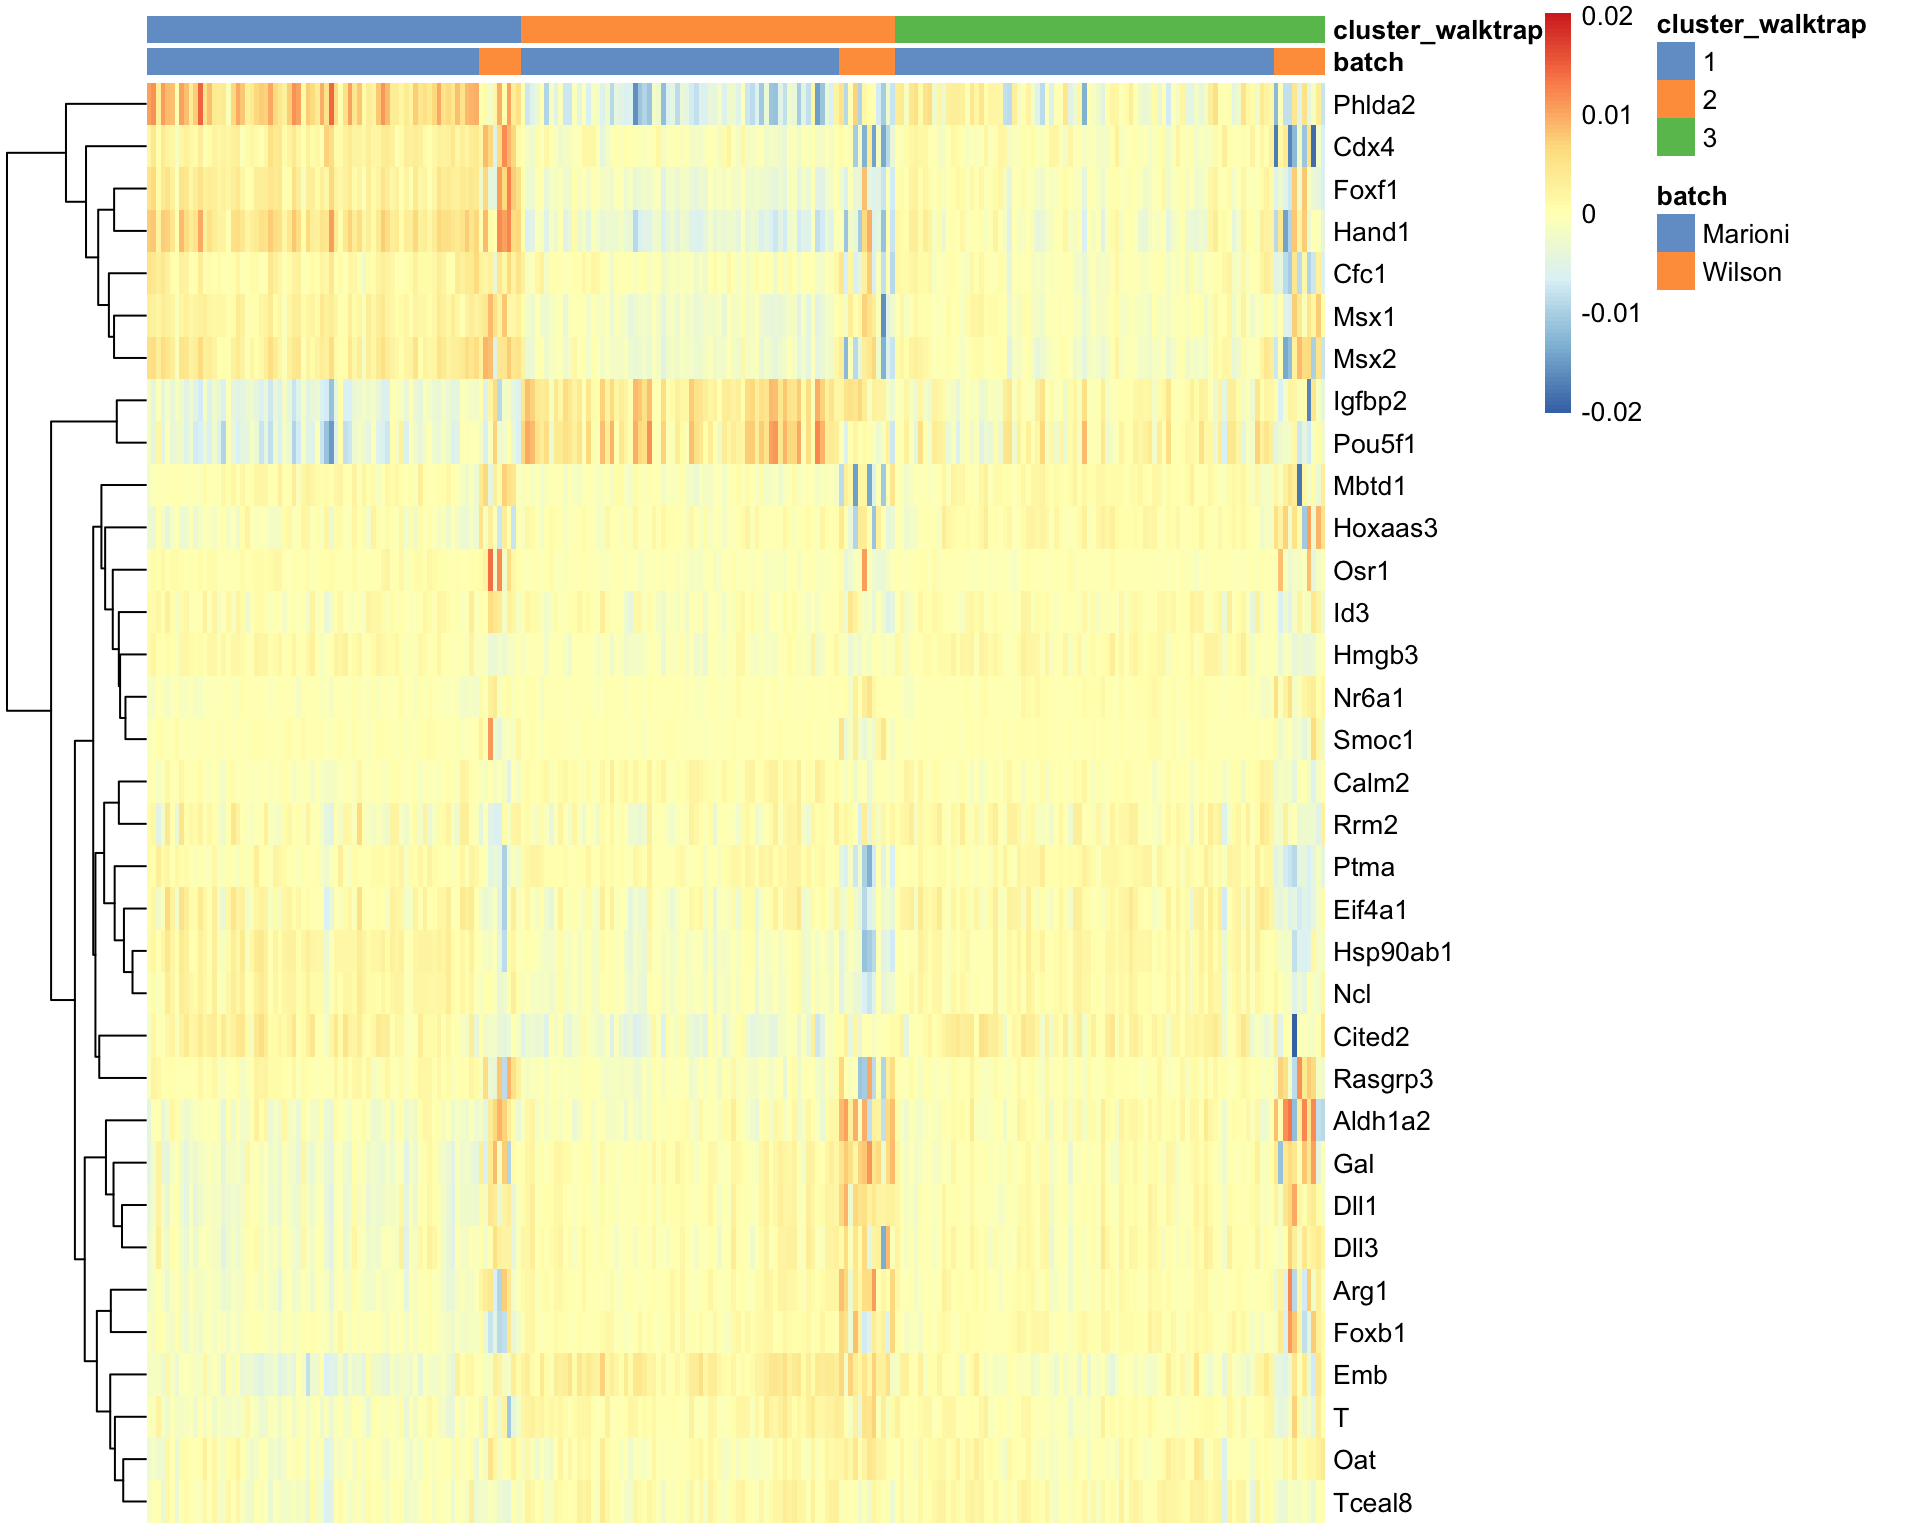 cluster_walktrap
batch
Phlda2
Cdx4
Foxf1
Hand1
Cfc1
Msx1
Msx2
Igfbp2
Pou5f1
Mbtd1
Hoxaas3
Osr1
Id3
Hmgb3
Nr6a1
Smoc1
Calm2
Rrm2
Ptma
Eif4a1
Hsp90ab1
Ncl
Cited2
Rasgrp3
Aldh1a2
Gal
Dll1
Dll3
Arg1
Foxb1
Emb
T
Oat
Tceal8
0.02
0.01
0
-0.01
-0.02
cluster_walktrap
1
2
3
batch
Marioni
Wilson